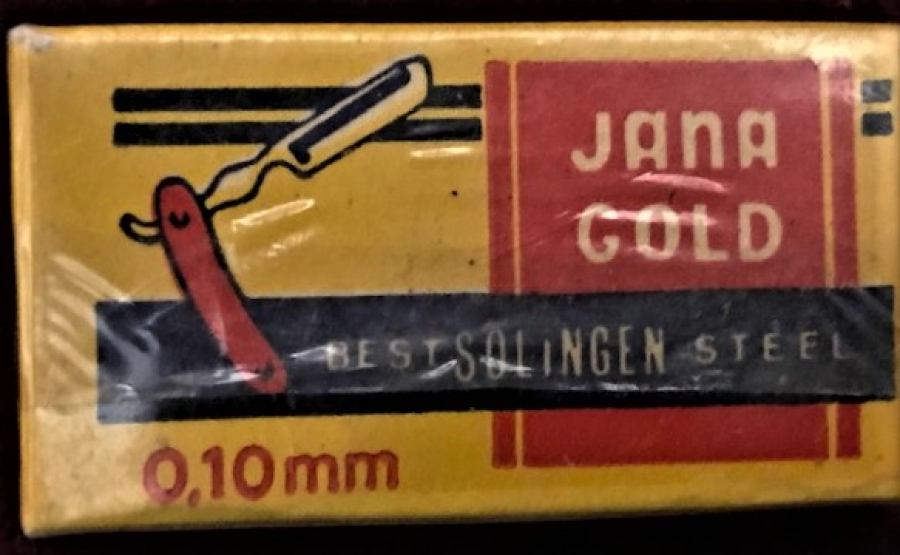 Jana
GOLD
BEST SOLiNGEN STEEL
0,10mm